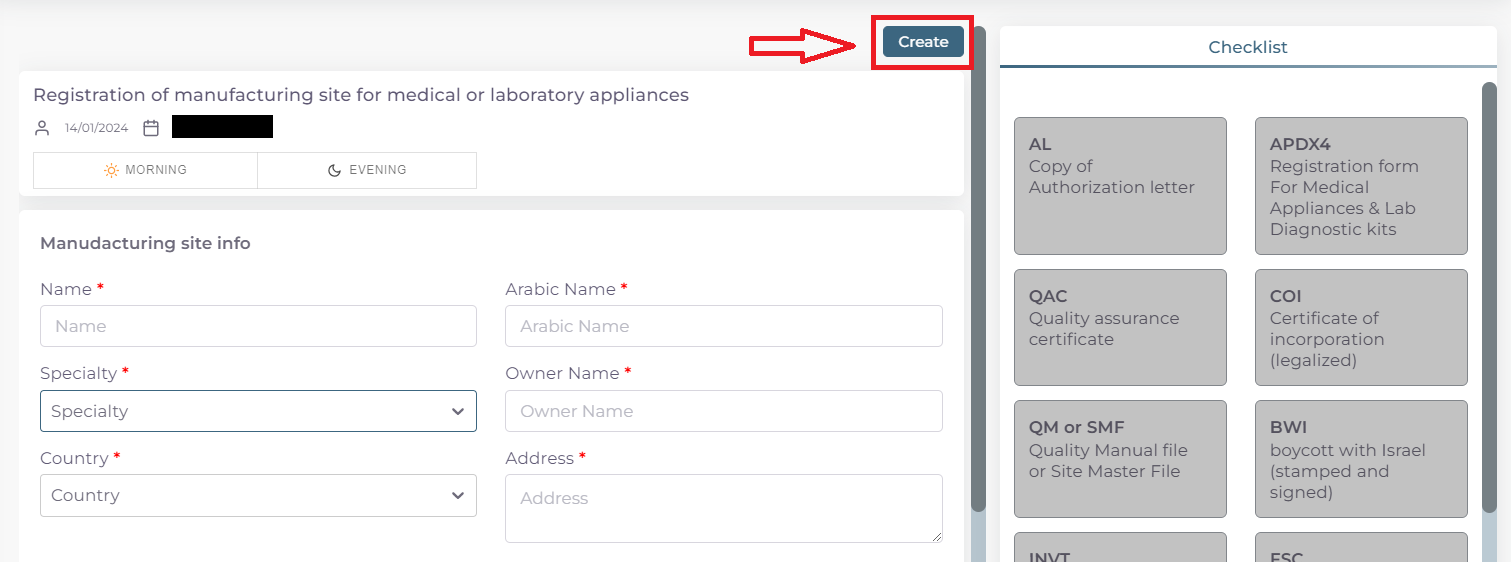 Create
Registration of manufacturing site for medical or laboratory appliances
14/01/2024
MORNING
EVENING
Manudacturing site info
Name *
Name
Arabic Name *
Arabic Name
Specialty *
Specialty
Owner Name *
Owner Name
Country *
Country
Address *
Address
Checklist
AL
Copy of
Authorization letter
APDX4
Registration form
For Medical
Appliances & Lab
Diagnostic kits
QAC
Quality assurance
certificate
COI
Certificate of
incorporation
(legalized)
QM or SMF
Quality Manual file
or Site Master File
BWI
boycott with Israel
(stamped and
signed)
INVT
FSC